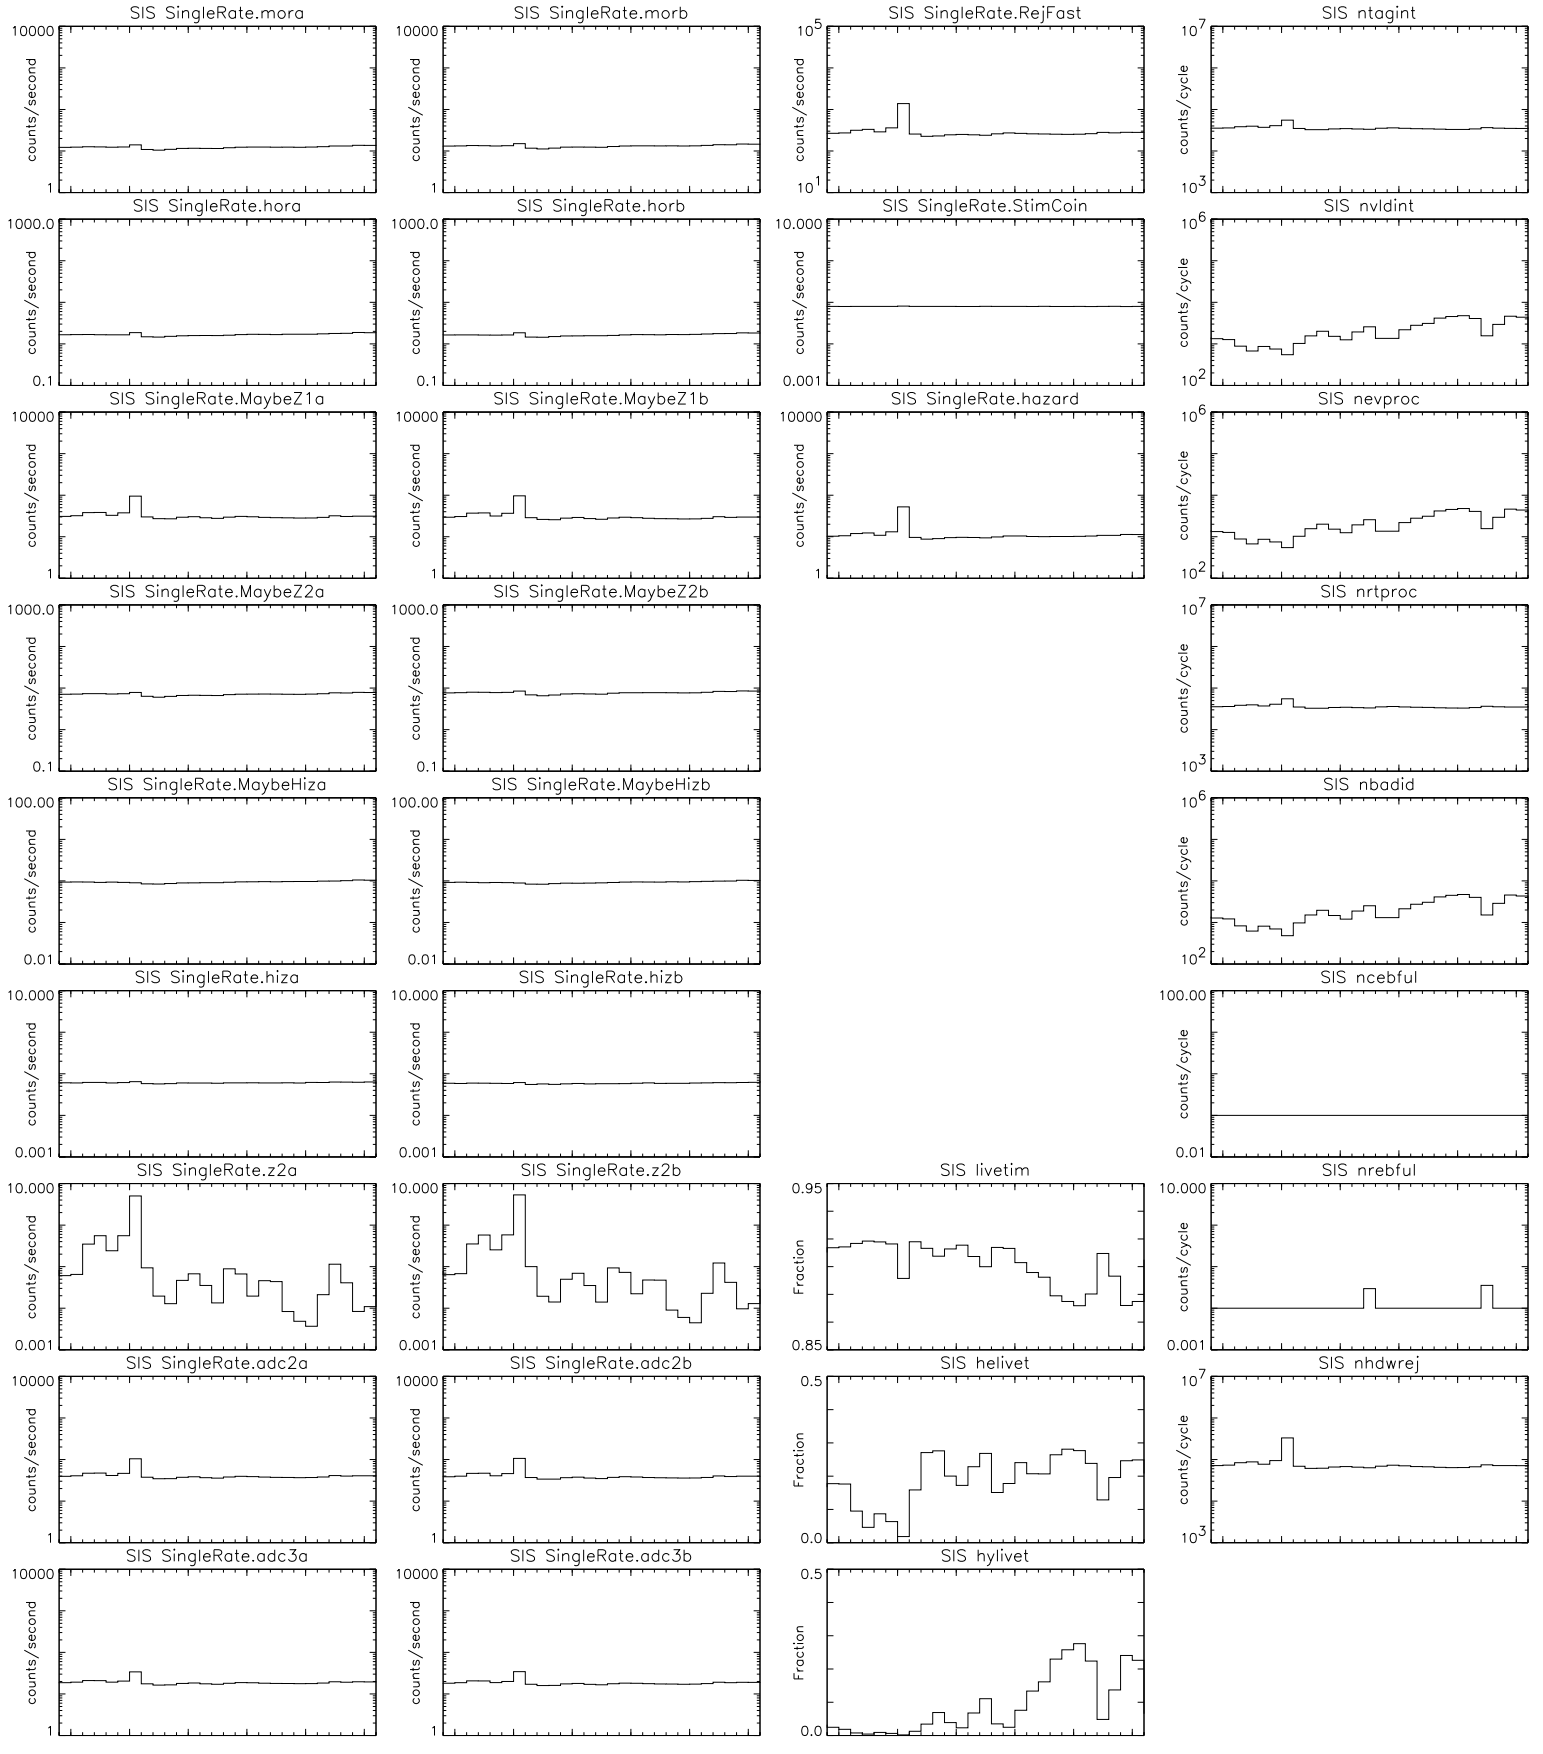 SIS SingleRate.mora
10000
counts/second
1
SIS SingleRate.morb
10000
counts/second
1
SIS SingleRate.RejFast
10^5
counts/second
10^1
SIS ntagint
10^7
counts/cycle
10^3
SIS SingleRate.hora
1000.0
counts/second
0.1
SIS SingleRate.horb
1000.0
counts/second
0.1
SIS SingleRate.StimCoin
10.000
counts/second
0.001
SIS nvldint
10^6
counts/cycle
10^2
SIS SingleRate.MaybeZ1a
10000
counts/second
1
SIS SingleRate.MaybeZ1b
10000
counts/second
1
SIS SingleRate.hazard
10000
counts/second
1
SIS nevproc
10^6
counts/cycle
10^2
SIS SingleRate.MaybeZ2a
1000.0
counts/second
0.1
SIS SingleRate.MaybeZ2b
1000.0
counts/second
0.1
SIS nrtproc
10^7
counts/cycle
10^3
SIS SingleRate.MaybeHiza
100.00
counts/second
0.01
SIS SingleRate.MaybeHizb
100.00
counts/second
0.01
SIS nbadid
10^6
counts/cycle
10^2
SIS SingleRate.hiza
10.000
counts/second
0.001
SIS SingleRate.hizb
10.000
counts/second
0.001
SIS ncebful
100.00
counts/cycle
0.01
SIS SingleRate.z2a
10.000
counts/second
0.001
SIS SingleRate.z2b
10.000
counts/second
0.001
SIS livetim
0.95
Fraction
0.85
SIS nrebful
10.000
counts/cycle
0.001
SIS SingleRate.adc2a
10000
counts/second
1
SIS SingleRate.adc2b
10000
counts/second
1
SIS helivet
0.5
Fraction
0.0
SIS nhdwrej
10^7
counts/cycle
10^3
SIS SingleRate.adc3a
10000
counts/second
1
SIS SingleRate.adc3b
10000
counts/second
1
SIS hylivet
0.5
Fraction
0.0